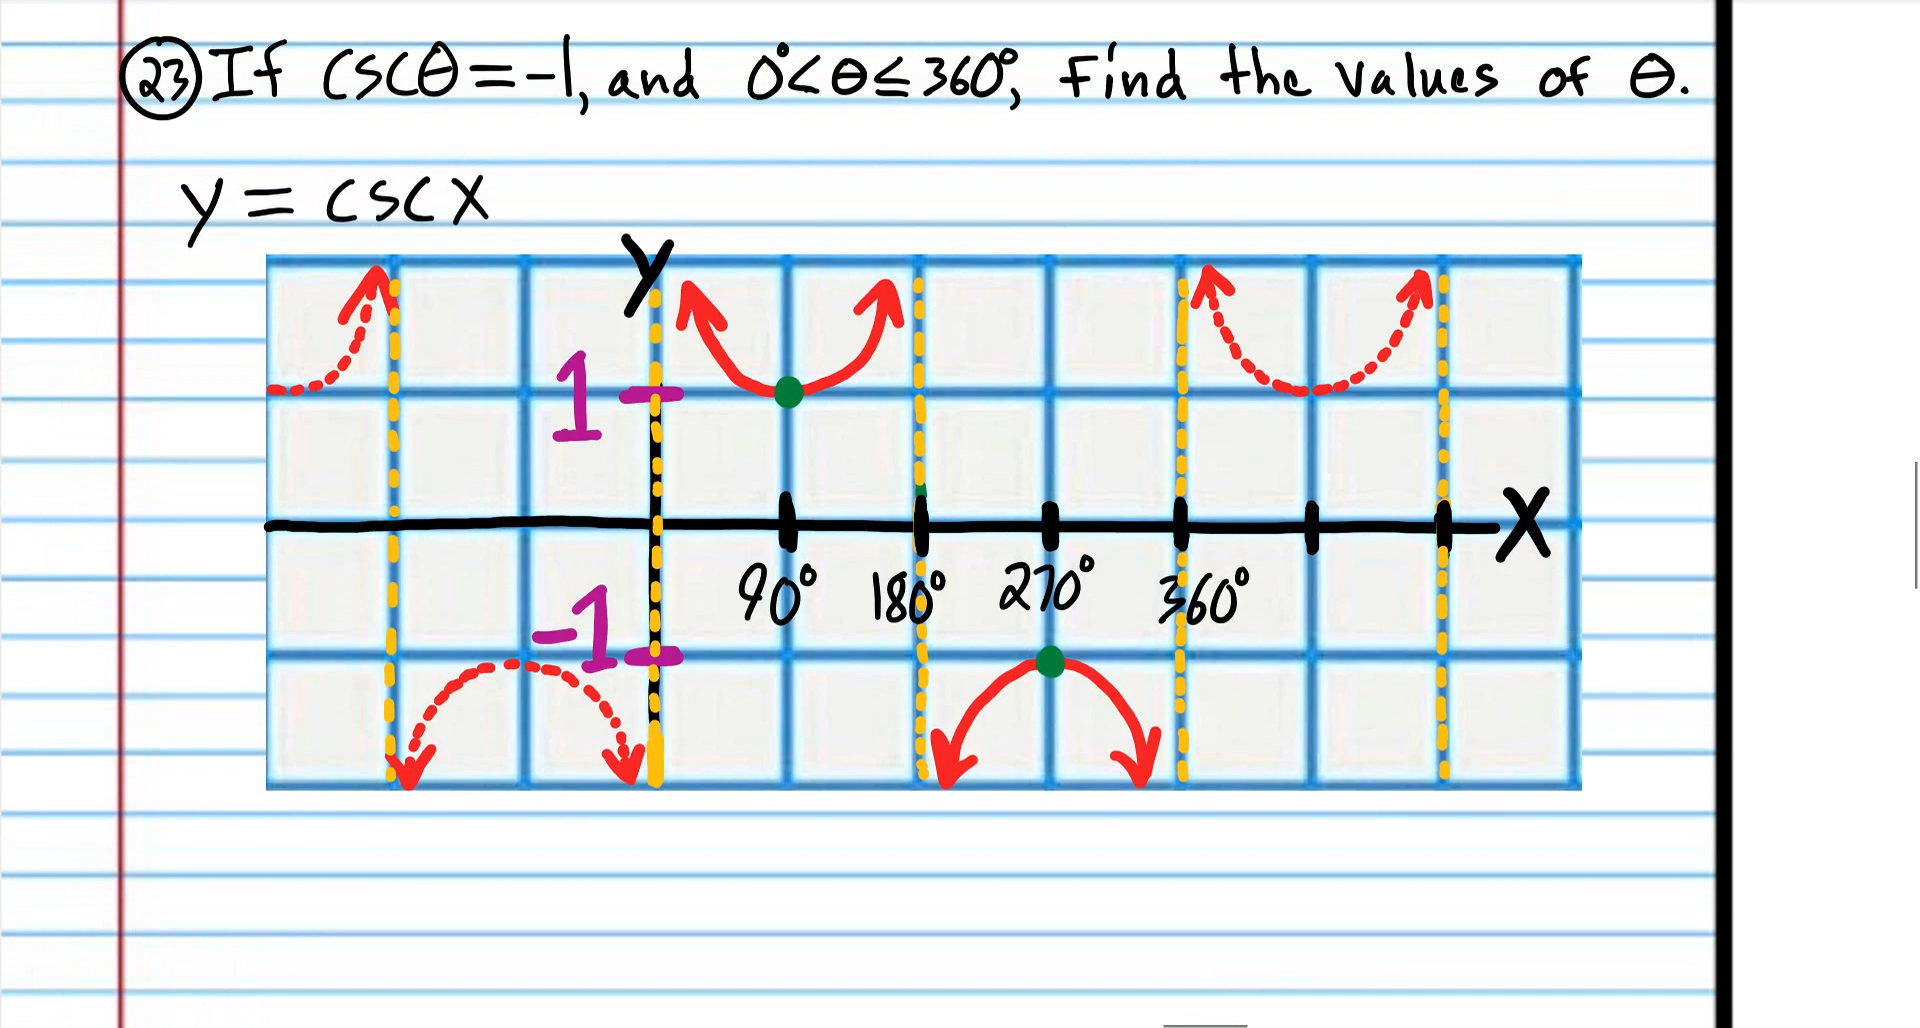 23 If cscθ=-1, and 0°<θ≤360°, Find the values of θ.
y = cscx
y
1
x
-1
90° 180° 270° 360°